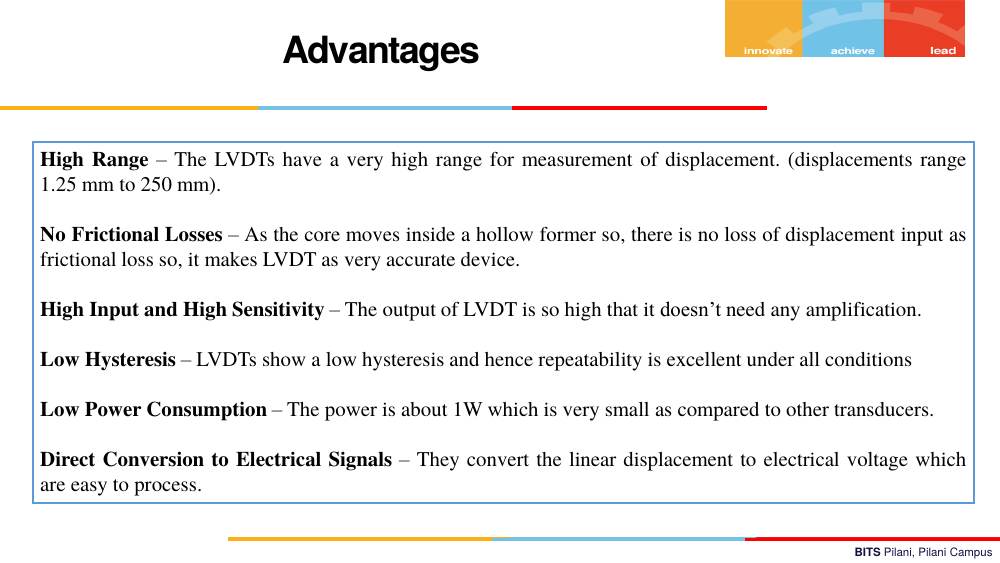 Advantages
innovate achieve lead
High Range – The LVDTs have a very high range for measurement of displacement. (displacements range
1.25 mm to 250 mm).
No Frictional Losses – As the core moves inside a hollow former so, there is no loss of displacement input as
frictional loss so, it makes LVDT as very accurate device.
High Input and High Sensitivity – The output of LVDT is so high that it doesn’t need any amplification.
Low Hysteresis – LVDTs show a low hysteresis and hence repeatability is excellent under all conditions
Low Power Consumption – The power is about 1W which is very small as compared to other transducers.
Direct Conversion to Electrical Signals – They convert the linear displacement to electrical voltage which
are easy to process.
BITS Pilani, Pilani Campus